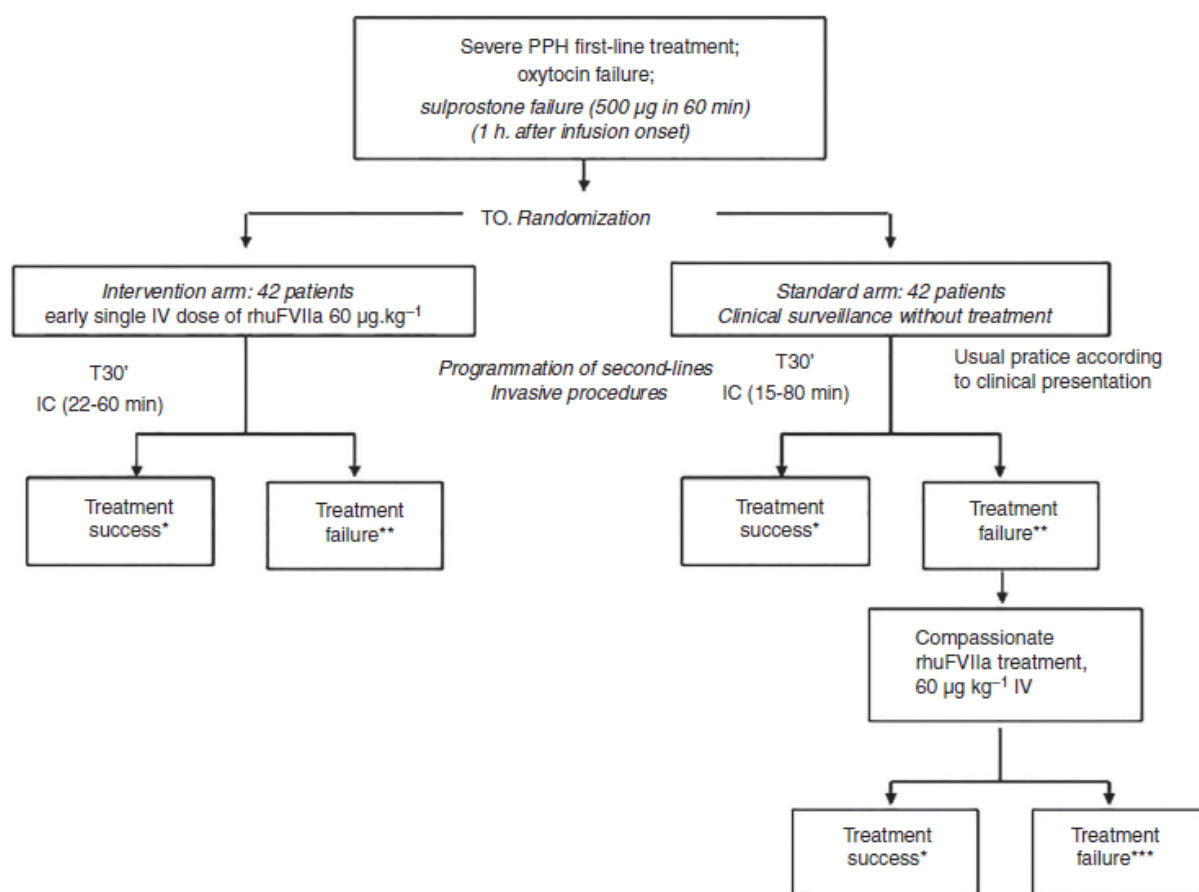 Severe PPH first-line treatment;
oxytocin failure;
sulprostone failure (500 µg in 60 min)
(1 h. after infusion onset)
TO. Randomization
Intervention arm: 42 patients
early single IV dose of rhuFVIIa 60 µg.kg⁻¹
Standard arm: 42 patients
Clinical surveillance without treatment
T30'
IC (22-60 min)
Programmation of second-lines
Invasive procedures
T30'
IC (15-80 min)
Usual pratice according
to clinical presentation
Treatment
success*
Treatment
failure**
Treatment
success*
Treatment
failure**
Compassionate
rhuFVIIa treatment,
60 µg kg⁻¹ IV
Treatment
success*
Treatment
failure***